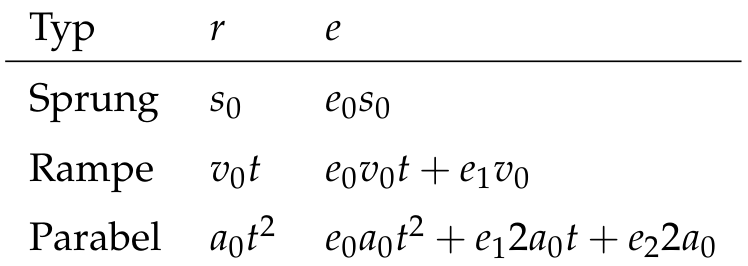 Typ r e
Sprung s₀ e₀s₀
Rampe v₀t e₀v₀t + e₁v₀
Parabel a₀t² e₀a₀t² + e₁2a₀t + e₂2a₀